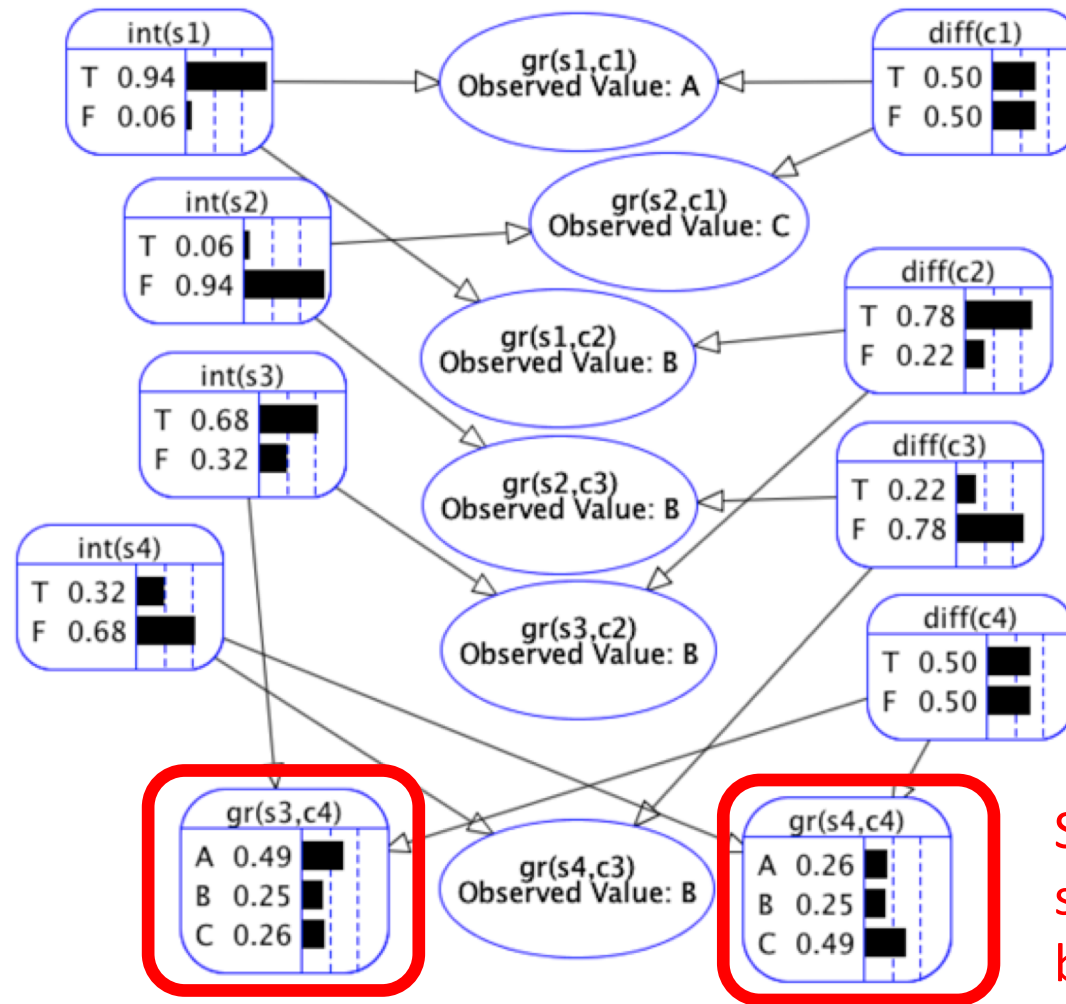 int(s1)
T 0.94
F 0.06
gr(s1,c1)
Observed Value: A
diff(c1)
T 0.50
F 0.50
int(s2)
T 0.06
F 0.94
gr(s2,c1)
Observed Value: C
gr(s1,c2)
Observed Value: B
diff(c2)
T 0.78
F 0.22
int(s3)
T 0.68
F 0.32
gr(s2,c3)
Observed Value: B
diff(c3)
T 0.22
F 0.78
int(s4)
T 0.32
F 0.68
gr(s3,c2)
Observed Value: B
diff(c4)
T 0.50
F 0.50
gr(s3,c4)
A 0.49
B 0.25
C 0.26
gr(s4,c3)
Observed Value: B
gr(s4,c4)
A 0.26
B 0.25
C 0.49